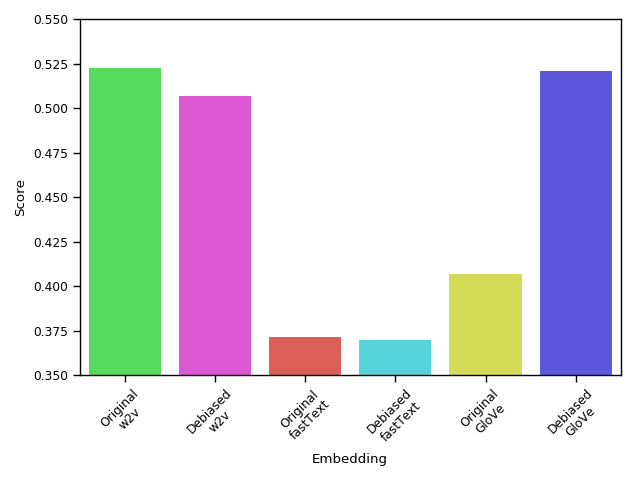 0.550
0.525
0.500
0.475
0.450
0.425
0.400
0.375
0.350
Score
Original
w2v
Debiased
w2v
Original
fastText
Debiased
fastText
Original
GloVe
Debiased
GloVe
Embedding